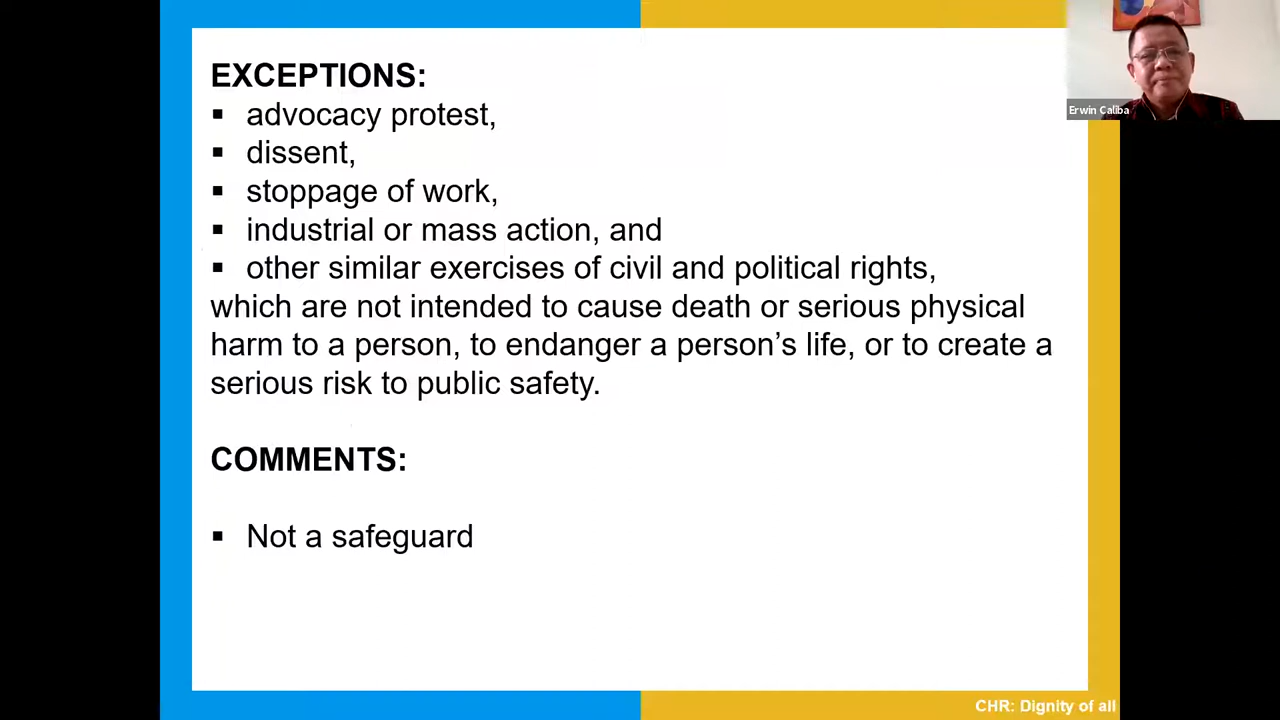 EXCEPTIONS:
▪ advocacy protest,
▪ dissent,
▪ stoppage of work,
▪ industrial or mass action, and
▪ other similar exercises of civil and political rights,
which are not intended to cause death or serious physical
harm to a person, to endanger a person’s life, or to create a
serious risk to public safety.
COMMENTS:
▪ Not a safeguard
Erwin Caliba
CHR: Dignity of all